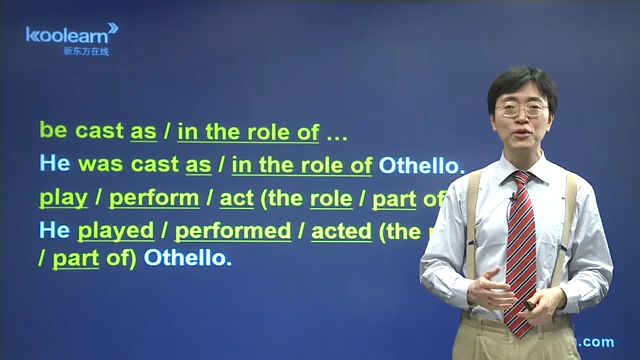 koolearn
新东方在线
be cast as / in the role of ...
He was cast as / in the role of Othello.
play / perform / act (the role / part of
He played / performed / acted (the
/ part of) Othello.
.com